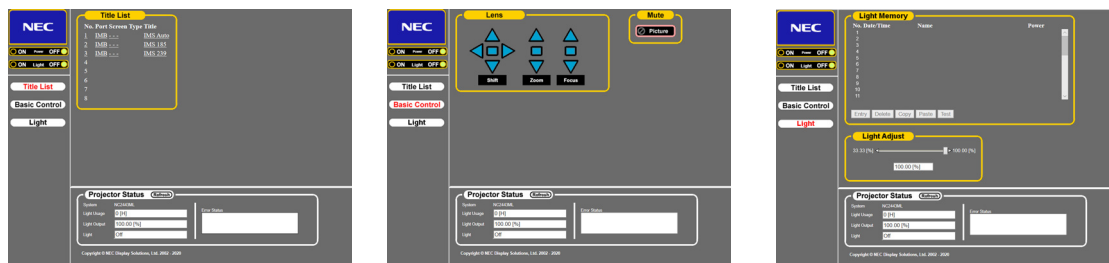 NEC
ON Power OFF
ON Light OFF
Title List
Basic Control
Light
Title List
No. Port Screen Type Title
1 IMB - - - IMS Auto
2 IMB - - - IMS 185
3 IMB - - - IMS 239
4
5
6
7
8
Projector Status Refresh
System NC2443ML
Light Usage 0 [H]
Light Output 100.00 [%]
Light Off
Error Status
Copyright © NEC Display Solutions, Ltd. 2002 - 2020
NEC
ON Power OFF
ON Light OFF
Title List
Basic Control
Light
Lens
Shift Zoom Focus
Mute
Picture
Projector Status Refresh
System NC2443ML
Light Usage 0 [H]
Light Output 100.00 [%]
Light Off
Error Status
Copyright © NEC Display Solutions, Ltd. 2002 - 2020
NEC
ON Power OFF
ON Light OFF
Title List
Basic Control
Light
Light Memory
No. Date/Time Name Power
1
2
3
4
5
6
7
8
9
10
11
Entry Delete Copy Paste Test
Light Adjust
33.33 [%] 100.00 [%]
100.00 [%]
Projector Status Refresh
System NC2443ML
Light Usage 0 [H]
Light Output 100.00 [%]
Light Off
Error Status
Copyright © NEC Display Solutions, Ltd. 2002 - 2020